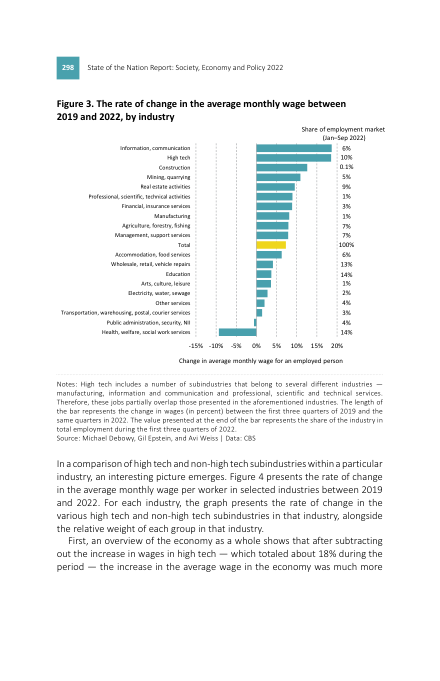 298
State of the Nation Report: Society, Economy and Policy 2022
Figure 3. The rate of change in the average monthly wage between
2019 and 2022, by industry
Share of employment market
(Jan–Sep 2022)
Information, communication 6%
High tech 10%
Construction 0.1%
Mining, quarrying 5%
Real estate activities 9%
Professional, scientific, technical activities 1%
Financial, insurance services 3%
Manufacturing 1%
Agriculture, forestry, fishing 7%
Management, support services 7%
Total 100%
Accommodation, food services 6%
Wholesale, retail, vehicle repairs 13%
Education 14%
Arts, culture, leisure 1%
Electricity, water, sewage 2%
Other services 4%
Transportation, warehousing, postal, courier services 3%
Public administration, security, NII 4%
Health, welfare, social work services 14%
-15% -10% -5% 0% 5% 10% 15% 20%
Change in average monthly wage for an employed person
Notes: High tech includes a number of subindustries that belong to several different industries —
manufacturing, information and communication and professional, scientific and technical services.
Therefore, these jobs partially overlap those presented in the aforementioned industries. The length of
the bar represents the change in wages (in percent) between the first three quarters of 2019 and the
same quarters in 2022. The value presented at the end of the bar represents the share of the industry in
total employment during the first three quarters of 2022.
Source: Michael Debowy, Gil Epstein, and Avi Weiss | Data: CBS
In a comparison of high tech and non-high tech subindustries within a particular
industry, an interesting picture emerges. Figure 4 presents the rate of change
in the average monthly wage per worker in selected industries between 2019
and 2022. For each industry, the graph presents the rate of change in the
various high tech and non-high tech subindustries in that industry, alongside
the relative weight of each group in that industry.
First, an overview of the economy as a whole shows that after subtracting
out the increase in wages in high tech — which totaled about 18% during the
period — the increase in the average wage in the economy was much more